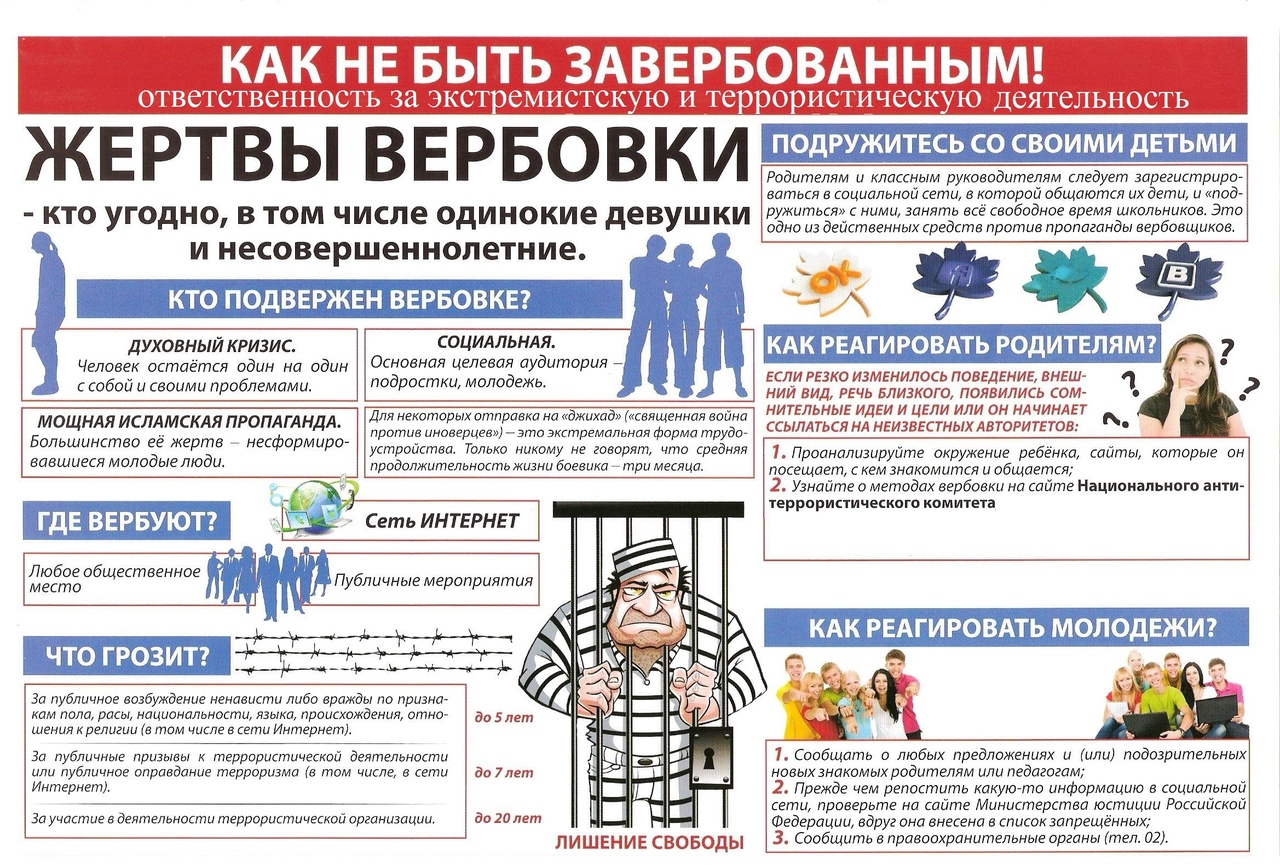 КАК НЕ БЫТЬ ЗАВЕРБОВАННЫМ!
ответственность за экстремистскую и террористическую деятельность
ЖЕРТВЫ ВЕРБОВКИ
- кто угодно, в том числе одинокие девушки
и несовершеннолетние.
КТО ПОДВЕРЖЕН ВЕРБОВКЕ?
ДУХОВНЫЙ КРИЗИС.
Человек остаётся один на один
с собой и своими проблемами.
СОЦИАЛЬНАЯ.
Основная целевая аудитория –
подростки, молодежь.
МОЩНАЯ ИСЛАМСКАЯ ПРОПАГАНДА.
Большинство её жертв – несформиро-
вавшиеся молодые люди.
Для некоторых отправка на «джихад» («священная война
против иноверцев») – это экстремальная форма трудо-
устройства. Только никому не говорят, что средняя
продолжительность жизни боевика – три месяца.
ГДЕ ВЕРБУЮТ?
Сеть ИНТЕРНЕТ
Любое общественное
место
Публичные мероприятия
ЧТО ГРОЗИТ?
За публичное возбуждение ненависти либо вражды по призна-
кам пола, расы, национальности, языка, происхождения, отно-
шения к религии (в том числе в сети Интернет).
до 5 лет
За публичные призывы к террористической деятельности
или публичное оправдание терроризма (в том числе, в сети
Интернет).
до 7 лет
За участие в деятельности террористической организации.
до 20 лет
ЛИШЕНИЕ СВОБОДЫ
ПОДРУЖИТЕСЬ СО СВОИМИ ДЕТЬМИ
Родителям и классным руководителям следует зарегистриро-
ваться в социальной сети, в которой общаются их дети, и «под-
ружиться» с ними, занять всё свободное время школьников. Это
одно из действенных средств против пропаганды вербовщиков.
ОК
В
КАК РЕАГИРОВАТЬ РОДИТЕЛЯМ?
? ? ? ?
ЕСЛИ РЕЗКО ИЗМЕНИЛОСЬ ПОВЕДЕНИЕ, ВНЕШ-
НИЙ ВИД, РЕЧЬ БЛИЗКОГО, ПОЯВИЛИСЬ СОМ-
НИТЕЛЬНЫЕ ИДЕИ И ЦЕЛИ ИЛИ ОН НАЧИНАЕТ
ССЫЛАТЬСЯ НА НЕИЗВЕСТНЫХ АВТОРИТЕТОВ:
1. Проанализируйте окружение ребёнка, сайты, которые он
посещает, с кем знакомится и общается;
2. Узнайте о методах вербовки на сайте Национального анти-
террористического комитета
КАК РЕАГИРОВАТЬ МОЛОДЕЖИ?
1. Сообщать о любых предложениях и (или) подозрительных
новых знакомых родителям или педагогам;
2. Прежде чем репостить какую-то информацию в социальной
сети, проверьте на сайте Министерства юстиции Российской
Федерации, вдруг она внесена в список запрещённых;
3. Сообщить в правоохранительные органы (тел. 02).